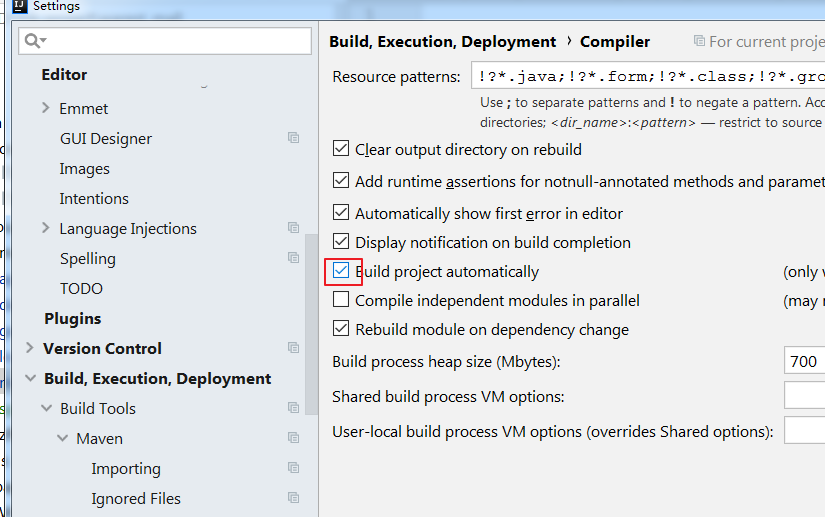 IJ Settings
Editor
Emmet
GUI Designer
Images
Intentions
Language Injections
Spelling
TODO
Plugins
Version Control
Build, Execution, Deployment
Build Tools
Maven
Importing
Ignored Files
Build, Execution, Deployment › Compiler For current proje
Resource patterns: !?*.java;!?*.form;!?*.class;!?*.gro
Use ; to separate patterns and ! to negate a pattern. Acc
directories; <dir_name>:<pattern> — restrict to source
Clear output directory on rebuild
Add runtime assertions for notnull-annotated methods and paramet
Automatically show first error in editor
Display notification on build completion
Build project automatically (only w
Compile independent modules in parallel (may r
Rebuild module on dependency change
Build process heap size (Mbytes): 700
Shared build process VM options:
User-local build process VM options (overrides Shared options):